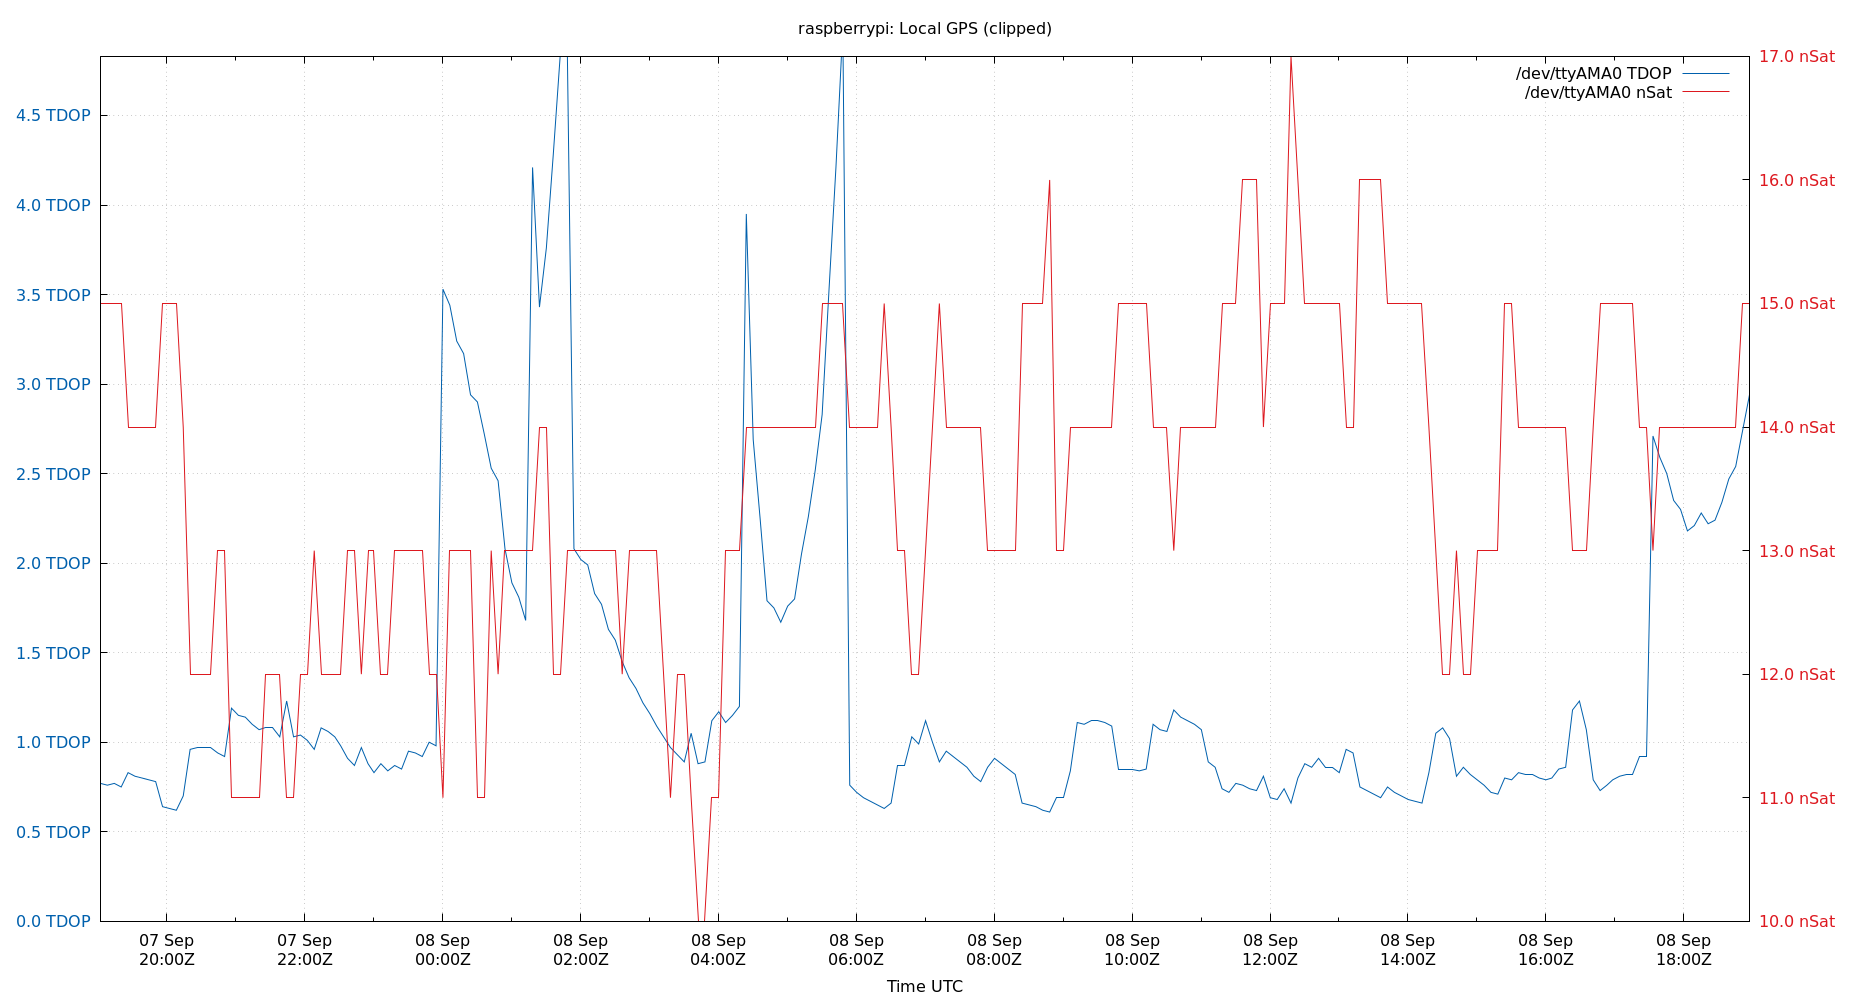 raspberrypi: Local GPS (clipped)
/dev/ttyAMA0 TDOP
/dev/ttyAMA0 nSat
4.5 TDOP
4.0 TDOP
3.5 TDOP
3.0 TDOP
2.5 TDOP
2.0 TDOP
1.5 TDOP
1.0 TDOP
0.5 TDOP
0.0 TDOP
17.0 nSat
16.0 nSat
15.0 nSat
14.0 nSat
13.0 nSat
12.0 nSat
11.0 nSat
10.0 nSat
07 Sep 07 Sep 08 Sep 08 Sep 08 Sep 08 Sep 08 Sep 08 Sep 08 Sep 08 Sep 08 Sep 08 Sep
20:00Z 22:00Z 00:00Z 02:00Z 04:00Z 06:00Z 08:00Z 10:00Z 12:00Z 14:00Z 16:00Z 18:00Z
Time UTC